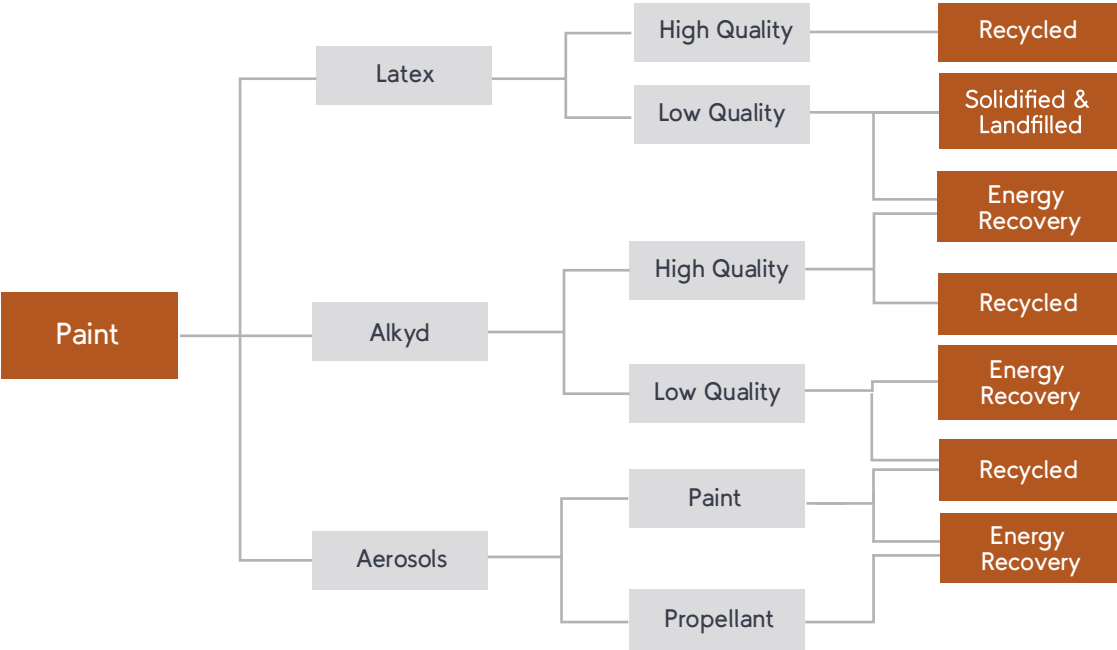 High Quality
Recycled
Latex
Low Quality
Solidified &
Landfilled
Energy
Recovery
High Quality
Recycled
Paint
Alkyd
Energy
Recovery
Low Quality
Recycled
Paint
Energy
Recovery
Aerosols
Propellant